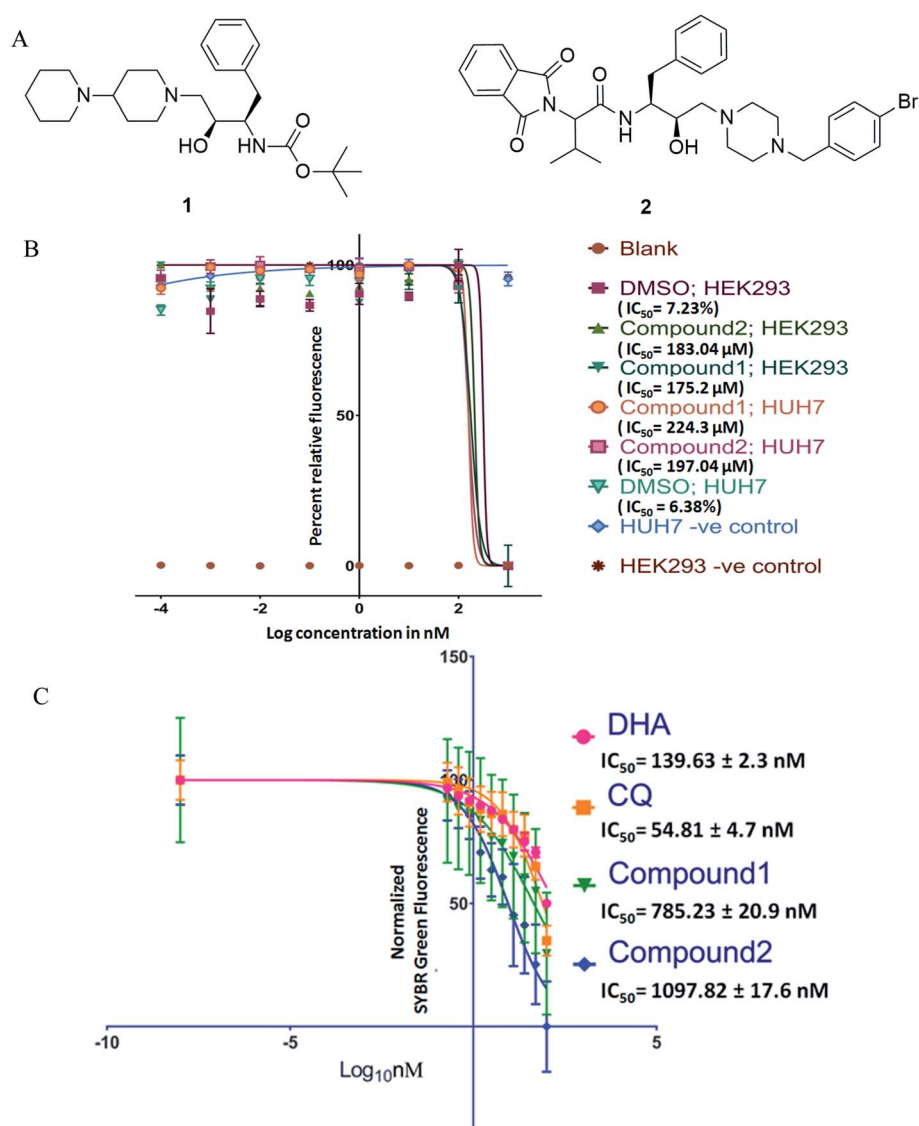 A
N
N
HO
HN
O
O
1
O
N
O
O
N
H
OH
N
N
Br
2
B
Percent relative fluorescence
100
50
0
-4
-2
0
2
Log concentration in nM
Blank
DMSO; HEK293
( IC50= 7.23%)
Compound2; HEK293
( IC50= 183.04 µM)
Compound1; HEK293
(IC50= 175.2 µM)
Compound1; HUH7
(IC50= 224.3 µM)
Compound2; HUH7
(IC50= 197.04 µM)
DMSO; HUH7
( IC50 = 6.38%)
HUH7 -ve control
HEK293 -ve control
C
150
100
50
Normalized
SYBR Green Fluorescence
-10
-5
5
Log10nM
DHA
IC50= 139.63 ± 2.3 nM
CQ
IC50= 54.81 ± 4.7 nM
Compound1
IC50= 785.23 ± 20.9 nM
Compound2
IC50= 1097.82 ± 17.6 nM